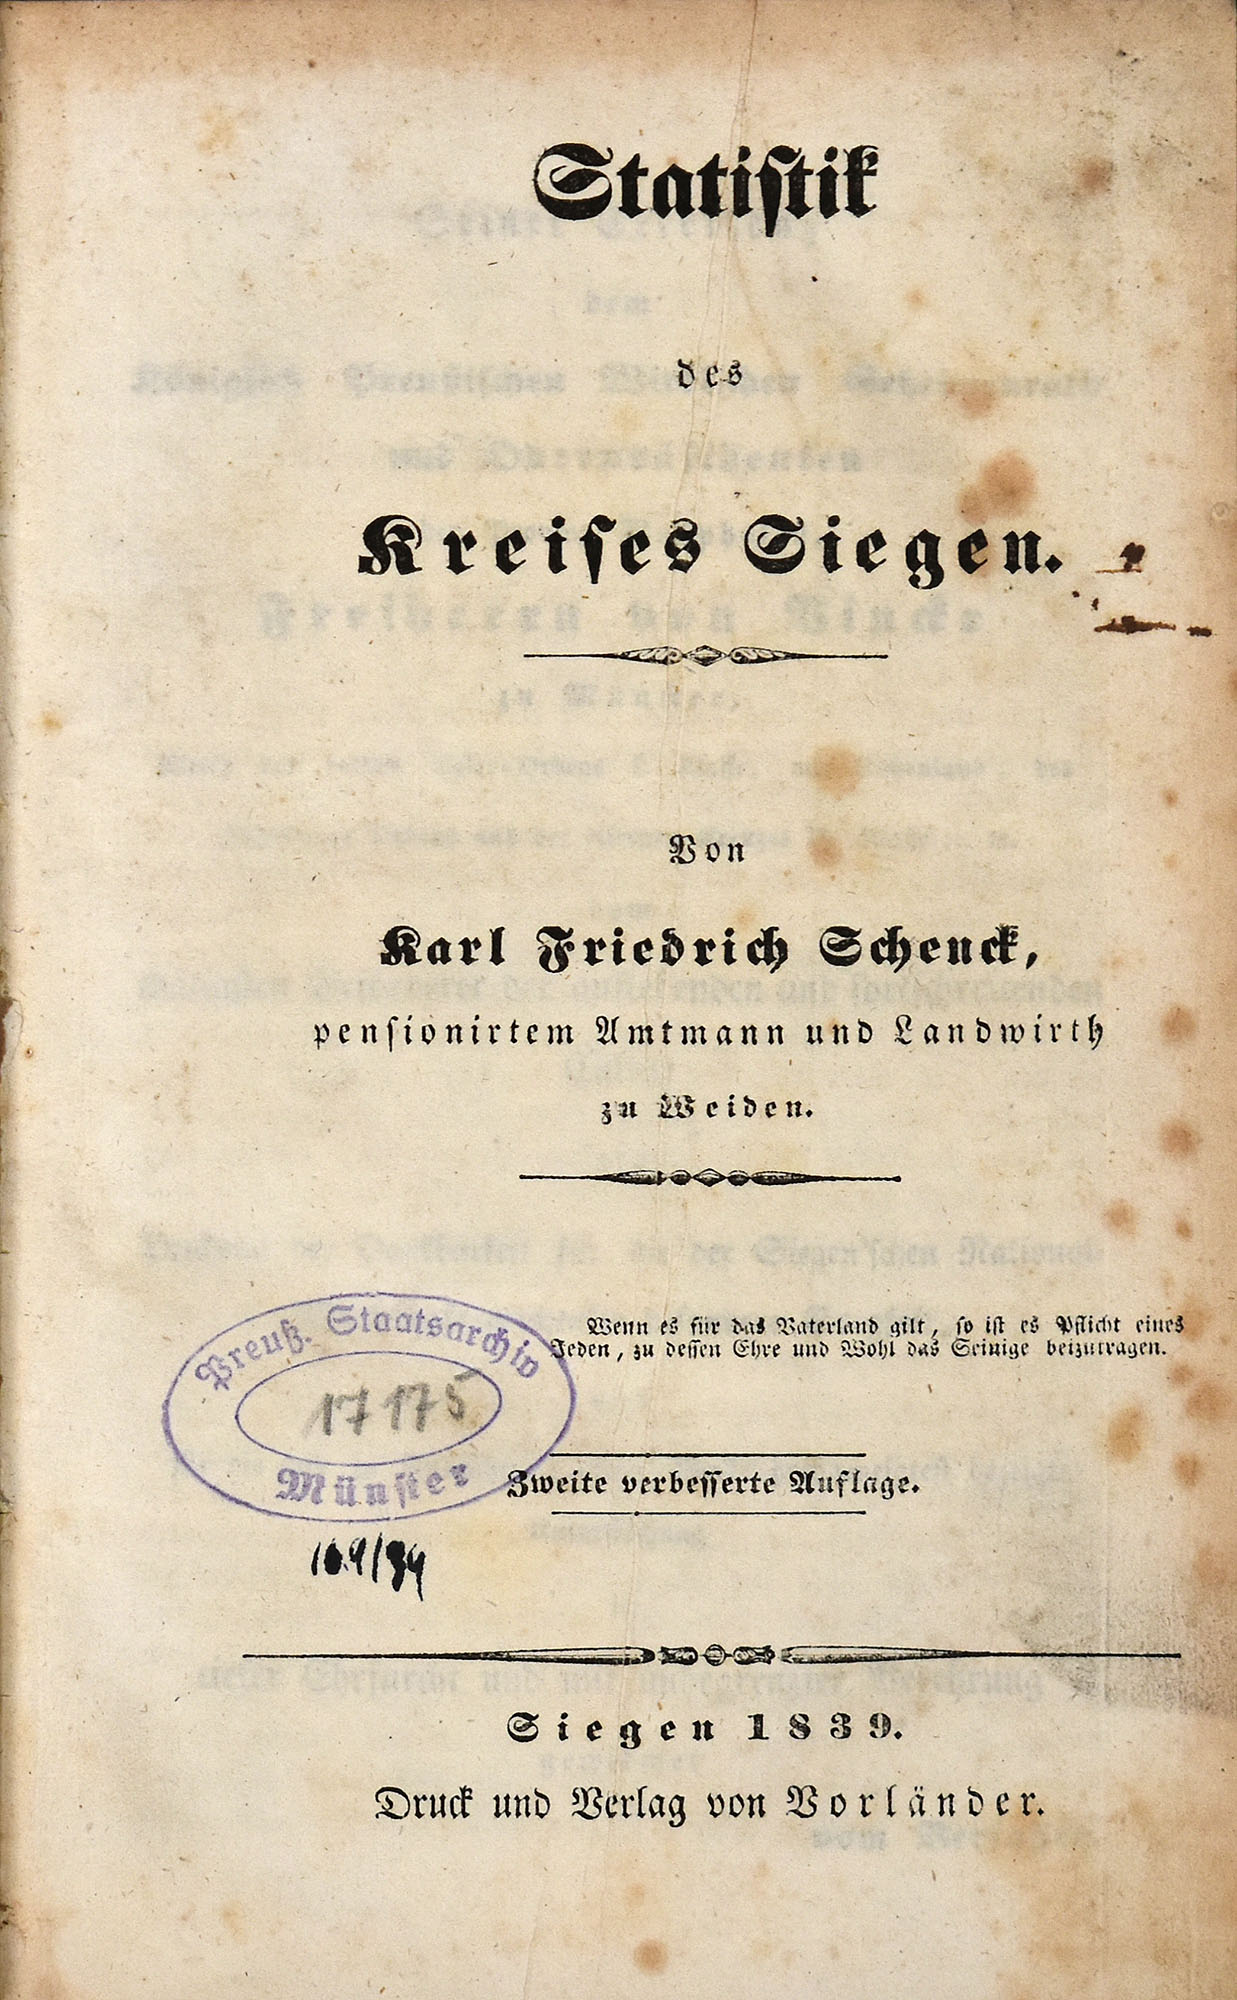 Statistik
des
Kreises Siegen.
Von
Karl Friedrich Schenck,
pensionirtem Amtmann und Landwirth
zu Weiden.
Wenn es für das Vaterland gilt, so ist es Pflicht eines
Jeden, zu dessen Ehre und Wohl das Seinige beizutragen.
Preuß. Staatsarchiv
17175
Münster
Zweite verbesserte Auflage.
Siegen 1839.
Druck und Verlag von Vorländer.